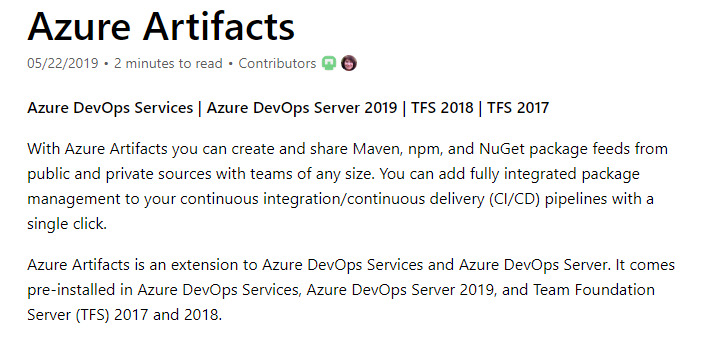 Azure Artifacts
05/22/2019 • 2 minutes to read • Contributors
Azure DevOps Services | Azure DevOps Server 2019 | TFS 2018 | TFS 2017
With Azure Artifacts you can create and share Maven, npm, and NuGet package feeds from
public and private sources with teams of any size. You can add fully integrated package
management to your continuous integration/continuous delivery (CI/CD) pipelines with a
single click.
Azure Artifacts is an extension to Azure DevOps Services and Azure DevOps Server. It comes
pre-installed in Azure DevOps Services, Azure DevOps Server 2019, and Team Foundation
Server (TFS) 2017 and 2018.